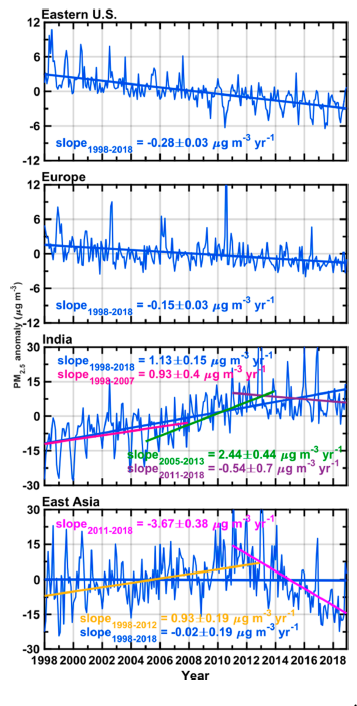 Eastern U.S.
12
6
0
-6
-12
slope1998-2018 = -0.28±0.03 μg m-3 yr-1
Europe
12
6
0
-6
-12
slope1998-2018 = -0.15±0.03 μg m-3 yr-1
PM2.5 anomaly (μg m-3)
India
30
15
0
-15
-30
slope1998-2018 = 1.13±0.15 μg m-3 yr-1
slope1998-2007 = 0.93±0.4 μg m-3 yr-1
slope2005-2013 = 2.44±0.44 μg m-3 yr-1
slope2011-2018 = -0.54±0.7 μg m-3 yr-1
East Asia
30
15
0
-15
-30
slope2011-2018 = -3.67±0.38 μg m-3 yr-1
slope1998-2012 = 0.93±0.19 μg m-3 yr-1
slope1998-2018 = -0.02±0.19 μg m-3 yr-1
1998 2000 2002 2004 2006 2008 2010 2012 2014 2016 2018
Year